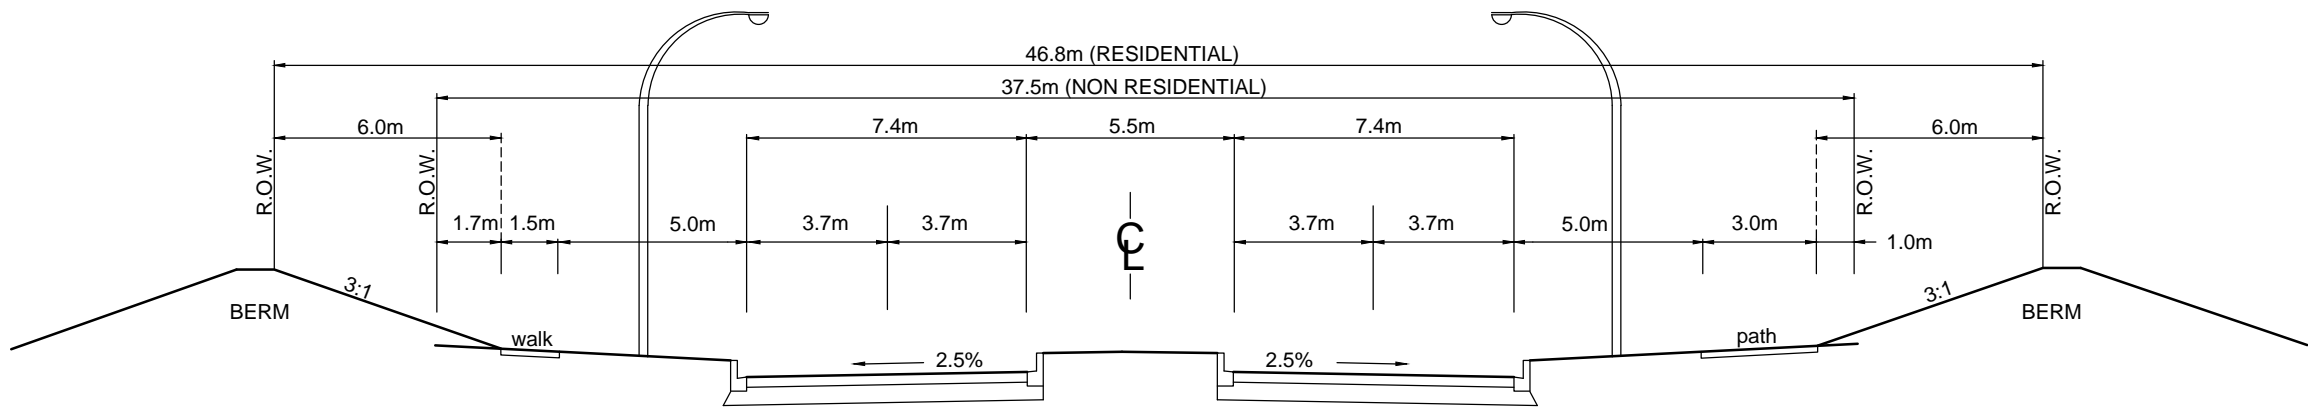 46.8m (RESIDENTIAL)
37.5m (NON RESIDENTIAL)
6.0m
7.4m
5.5m
7.4m
6.0m
R.O.W.
R.O.W.
R.O.W.
R.O.W.
1.7m
1.5m
5.0m
3.7m
3.7m
CL
3.7m
3.7m
5.0m
3.0m
1.0m
3:1
3:1
BERM
BERM
walk
path
2.5%
2.5%